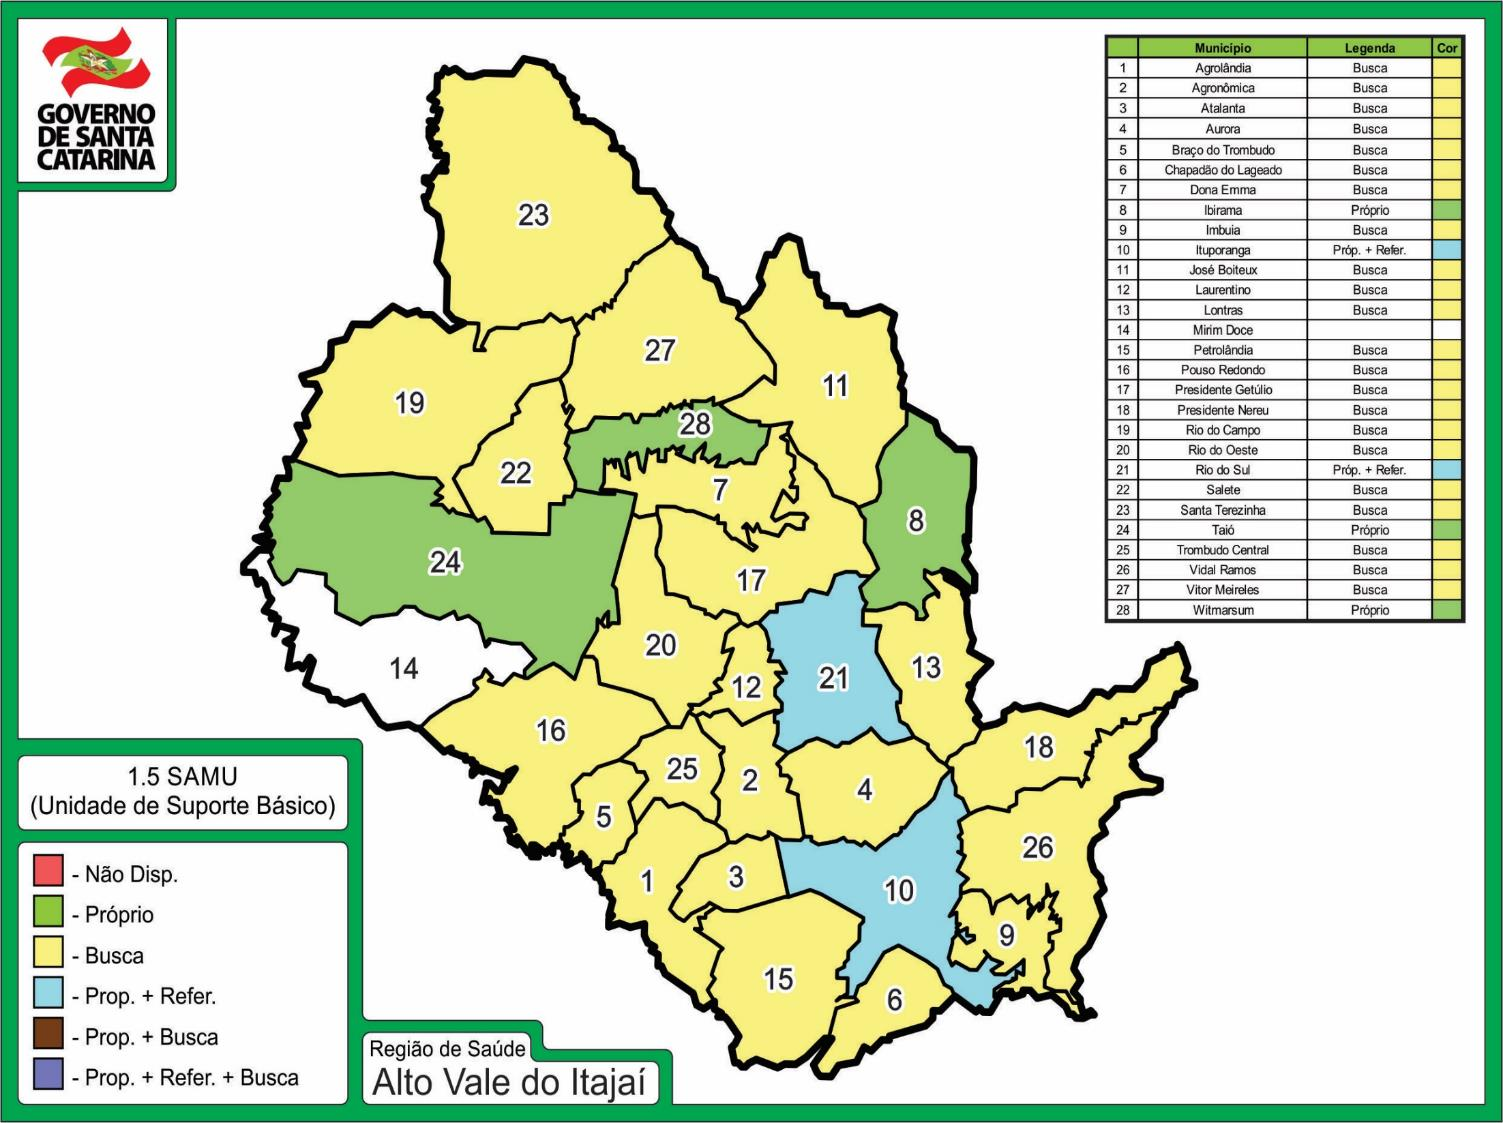 GOVERNO
DE SANTA
CATARINA
Município Legenda Cor
1 Agrolândia Busca
2 Agronômica Busca
3 Atalanta Busca
4 Aurora Busca
5 Braço do Trombudo Busca
6 Chapadão do Lageado Busca
7 Dona Emma Busca
8 Ibirama Próprio
9 Imbuia Busca
10 Ituporanga Próp. + Refer.
11 José Boiteux Busca
12 Laurentino Busca
13 Lontras Busca
14 Mirim Doce
15 Petrolândia Busca
16 Pouso Redondo Busca
17 Presidente Getúlio Busca
18 Presidente Nereu Busca
19 Rio do Campo Busca
20 Rio do Oeste Busca
21 Rio do Sul Próp. + Refer.
22 Salete Busca
23 Santa Terezinha Busca
24 Taió Próprio
25 Trombudo Central Busca
26 Vidal Ramos Busca
27 Vitor Meireles Busca
28 Witmarsum Próprio
23
27
11
19
28
22
7
8
24
17
20
14
12
21
13
16
18
25
2
4
5
26
1
3
10
9
15
6
1.5 SAMU
(Unidade de Suporte Básico)
- Não Disp.
- Próprio
- Busca
- Prop. + Refer.
- Prop. + Busca
- Prop. + Refer. + Busca
Região de Saúde
Alto Vale do Itajaí